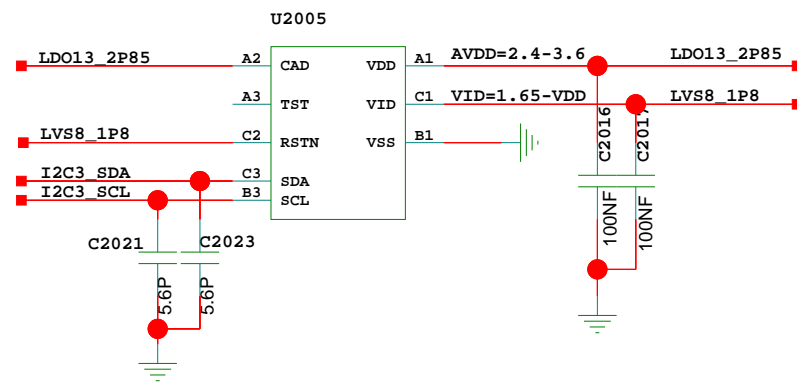 U2005
LDO13_2P85
A2
CAD
VDD
A1
AVDD=2.4-3.6
LDO13_2P85
A3
TST
VID
C1
VID=1.65-VDD
LVS8_1P8
LVS8_1P8
C2
RSTN
VSS
B1
I2C3_SDA
C3
SDA
I2C3_SCL
B3
SCL
C2016
C2017
100NF
100NF
C2021
C2023
5.6P
5.6P